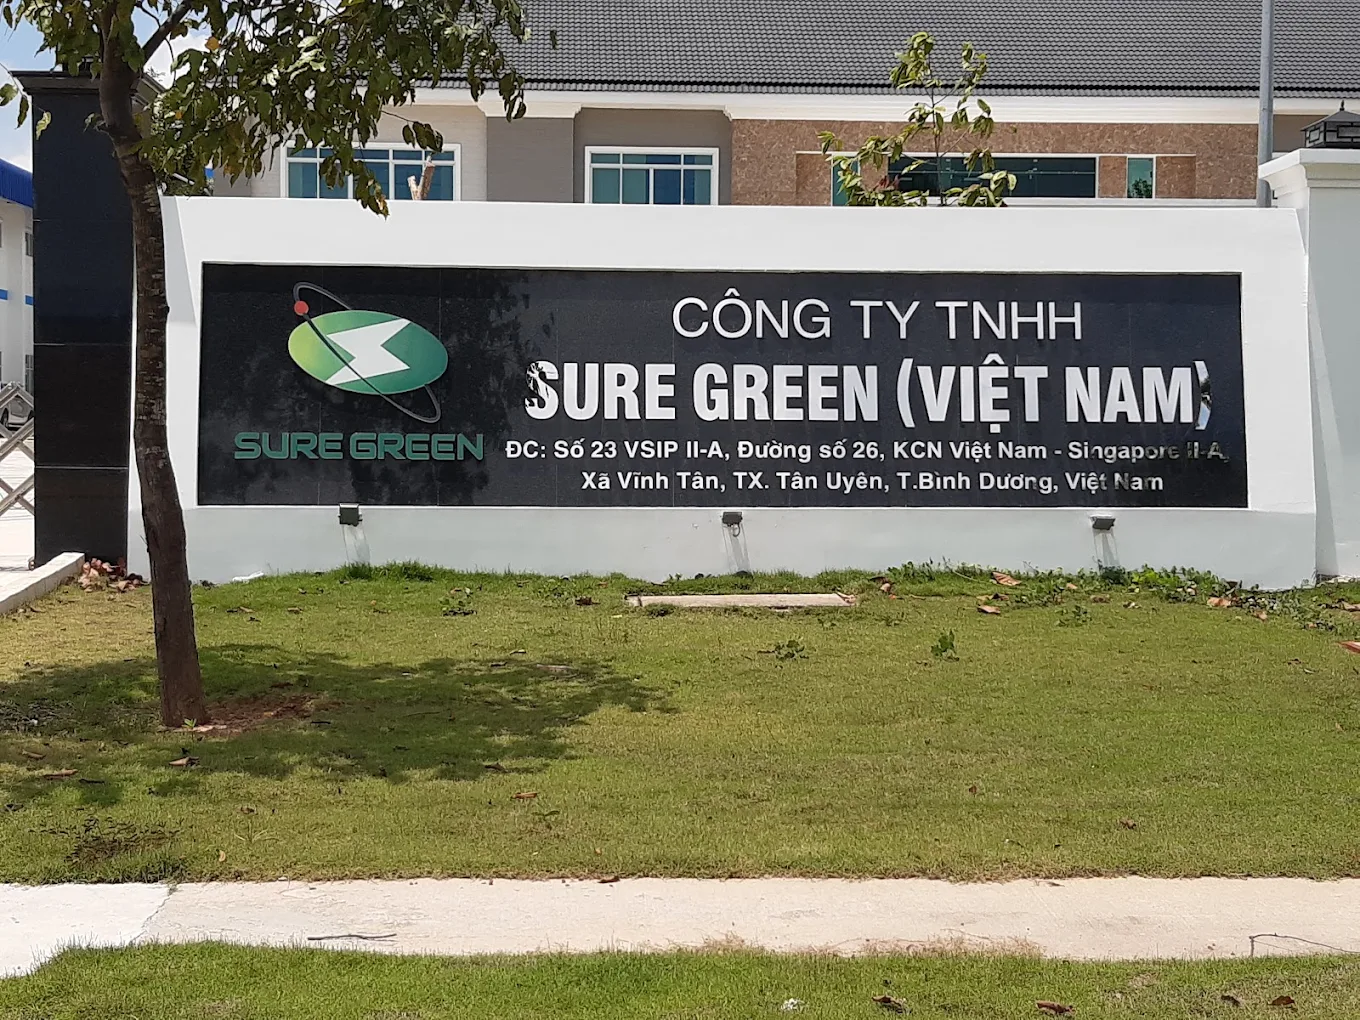 CÔNG TY TNHH
SURE GREEN (VIỆT NAM)
SURE GREEN
ĐC: Số 23 VSIP II-A, Đường số 26, KCN Việt Nam - Singapore II-A,
Xã Vĩnh Tân, TX. Tân Uyên, T.Bình Dương, Việt Nam